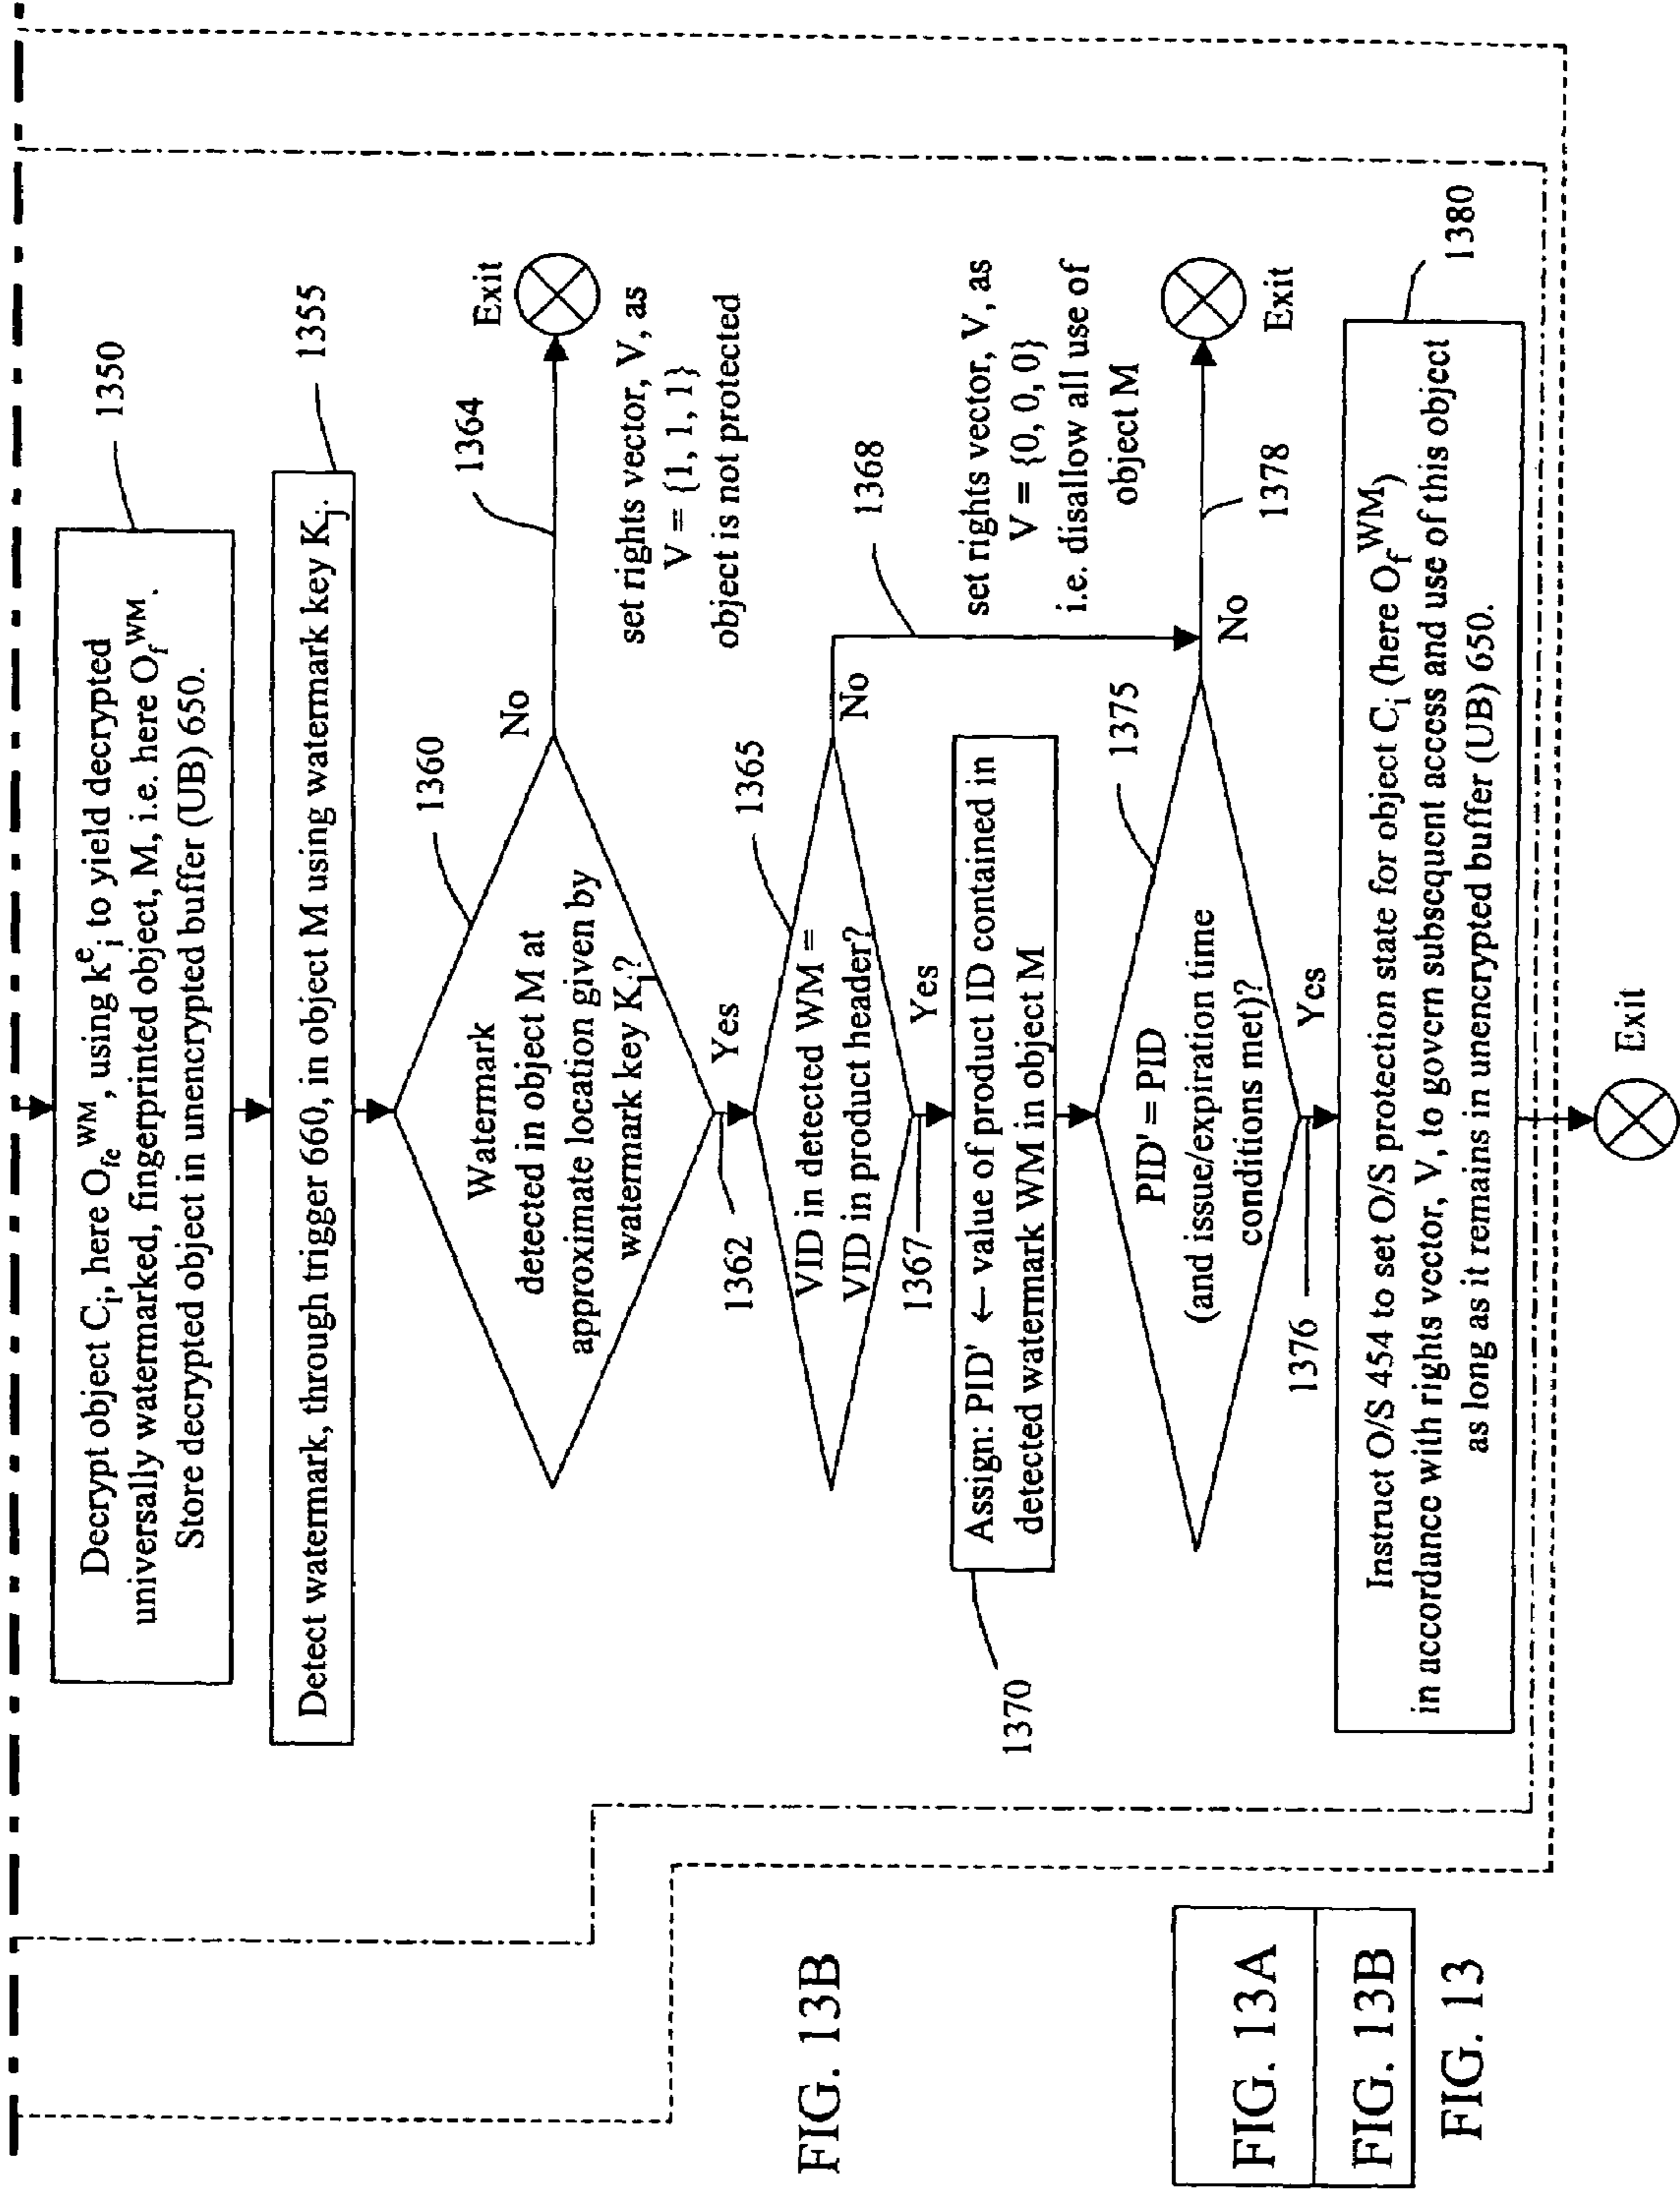 Decrypt object Ci, here Ofe^WM, using k^e_i to yield decrypted
universally watermarked, fingerprinted object, M, i.e. here Of^WM.
Store decrypted object in unencrypted buffer (UB) 650.
1350
Detect watermark, through trigger 660, in object M using watermark key Kj.
1355
Watermark
detected in object M at
approximate location given by
watermark key Kj?
1360
No
1364
Exit
set rights vector, V, as
V = {1, 1, 1}
object is not protected
Yes
1362
VID in detected WM =
VID in product header?
1365
No
1368
set rights vector, V, as
V = {0, 0, 0}
i.e. disallow all use of
object M
Yes
1367
Assign: PID' ← value of product ID contained in
detected watermark WM in object M
1370
PID' = PID
(and issue/expiration time
conditions met)?
1375
No
1378
Exit
Yes
1376
Instruct O/S 454 to set O/S protection state for object Ci (here Of^WM)
in accordance with rights vector, V, to govern subsequent access and use of this object
as long as it remains in unencrypted buffer (UB) 650.
1380
Exit
FIG. 13B
FIG. 13A
FIG. 13B
FIG. 13